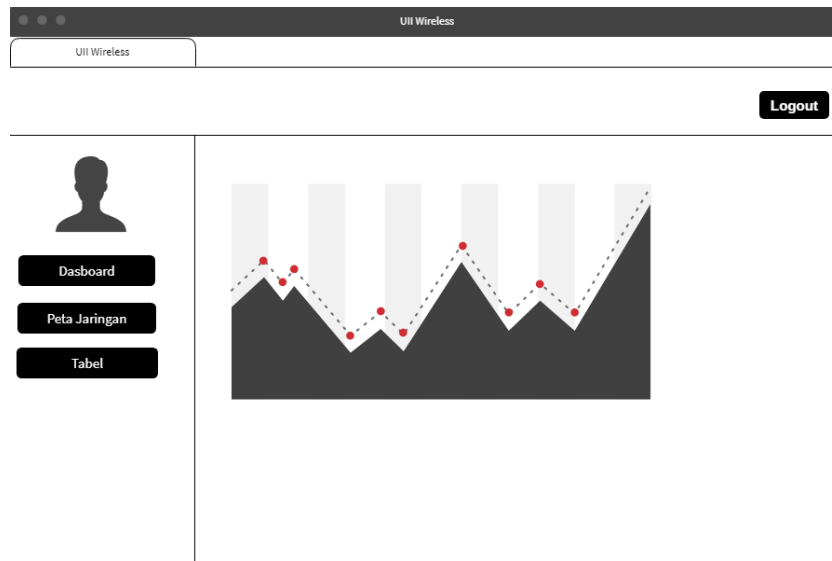 UII Wireless
UII Wireless
Logout
Dasboard
Peta Jaringan
Tabel